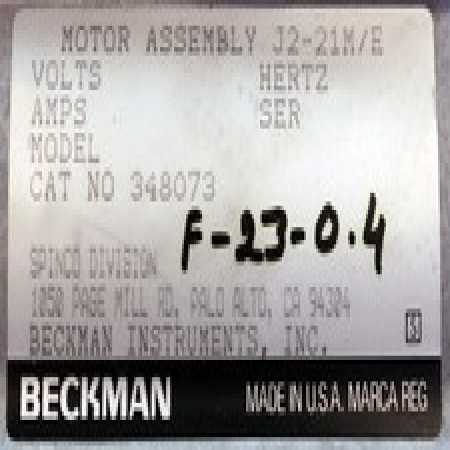 MOTOR ASSEMBLY J2-21M/E
VOLTS HERTZ
AMPS SER
MODEL
CAT NO 348073
F-23-0.4
SPINCO DIVISION
1050 PAGE MILL RD. PALO ALTO, CA 94304
BECKMAN INSTRUMENTS, INC.
S
BECKMAN MADE IN U.S.A. MARCA REG